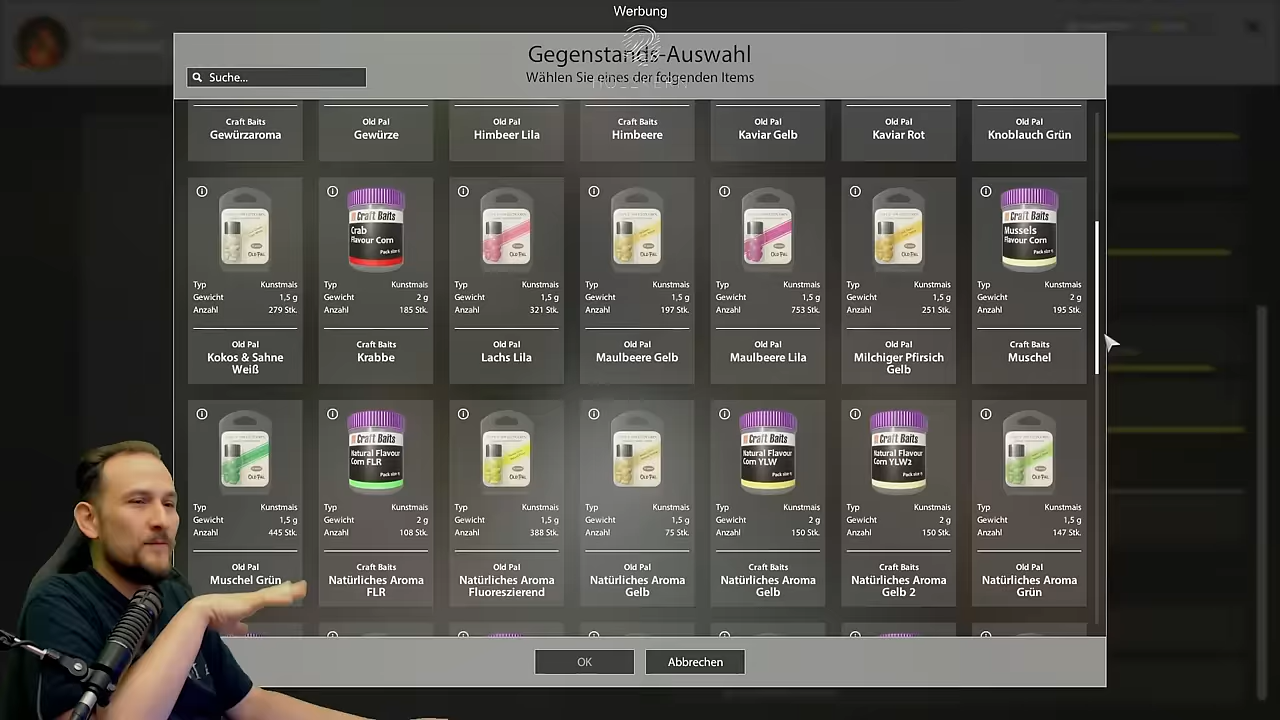 Werbung
Gegenstands-Auswahl
Suche...
Wählen Sie eines der folgenden Items
Craft Baits Old Pal Old Pal Craft Baits Old Pal Old Pal Old Pal
Gewürzaroma Gewürze Himbeer Lila Himbeere Kaviar Gelb Kaviar Rot Knoblauch Grün
Craft Baits Craft Baits
Crab Mussels
Flavour Corn Flavour Corn
Typ Kunstmais Typ Kunstmais Typ Kunstmais Typ Kunstmais Typ Kunstmais Typ Kunstmais Typ Kunstmais
Gewicht 1,5 g Gewicht 2 g Gewicht 1,5 g Gewicht 1,5 g Gewicht 1,5 g Gewicht 1,5 g Gewicht 2 g
Anzahl 279 Stk. Anzahl 185 Stk. Anzahl 321 Stk. Anzahl 197 Stk. Anzahl 753 Stk. Anzahl 251 Stk. Anzahl 195 Stk.
Old Pal Craft Baits Old Pal Old Pal Old Pal Old Pal Craft Baits
Kokos & Sahne Krabbe Lachs Lila Maulbeere Gelb Maulbeere Lila Milchiger Pfirsich Muschel
Weiß Gelb
Craft Baits Craft Baits Craft Baits
Natural Flavour Natural Flavour Natural Flavour
Corn FLR Corn YLW Corn YLW2
Typ Kunstmais Typ Kunstmais Typ Kunstmais Typ Kunstmais Typ Kunstmais Typ Kunstmais Typ Kunstmais
Gewicht 1,5 g Gewicht 2 g Gewicht 1,5 g Gewicht 1,5 g Gewicht 2 g Gewicht 2 g Gewicht 1,5 g
Anzahl 445 Stk. Anzahl 108 Stk. Anzahl 388 Stk. Anzahl 75 Stk. Anzahl 150 Stk. Anzahl 150 Stk. Anzahl 147 Stk.
Old Pal Craft Baits Old Pal Old Pal Craft Baits Craft Baits Old Pal
Muschel Grün Natürliches Aroma Natürliches Aroma Natürliches Aroma Natürliches Aroma Natürliches Aroma Natürliches Aroma
FLR Fluoreszierend Gelb Gelb Gelb 2 Grün
OK Abbrechen